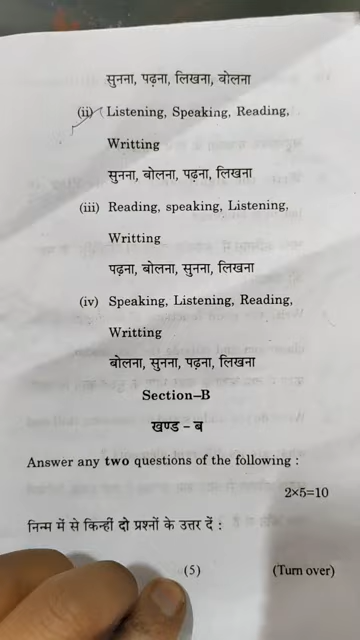 सुनना, पढ़ना, लिखना, बोलना
(ii) Listening, Speaking, Reading,
Writting
सुनना, बोलना, पढ़ना, लिखना
(iii) Reading, speaking, Listening,
Writting
पढ़ना, बोलना, सुनना, लिखना
(iv) Speaking, Listening, Reading,
Writting
बोलना, सुनना, पढ़ना, लिखना
Section–B
खण्ड – ब
Answer any two questions of the following :
2×5=10
निम्न में से किन्हीं दो प्रश्नों के उत्तर दें :
(5) (Turn over)